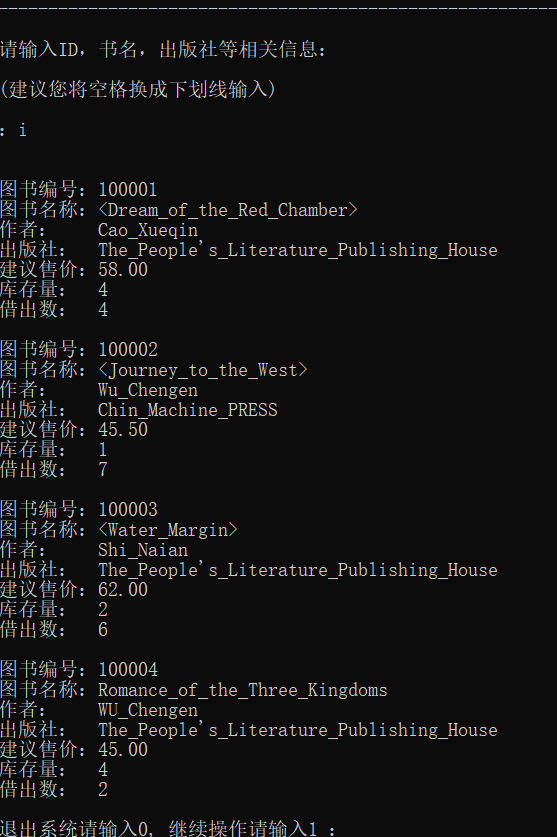 请输入ID，书名，出版社等相关信息：
(建议您将空格换成下划线输入)
：i
图书编号：100001
图书名称：<Dream_of_the_Red_Chamber>
作者：     Cao_Xueqin
出版社：   The_People's_Literature_Publishing_House
建议售价：58.00
库存量：   4
借出数：   4
图书编号：100002
图书名称：<Journey_to_the_West>
作者：     Wu_Chengen
出版社：   Chin_Machine_PRESS
建议售价：45.50
库存量：   1
借出数：   7
图书编号：100003
图书名称：<Water_Margin>
作者：     Shi_Naian
出版社：   The_People's_Literature_Publishing_House
建议售价：62.00
库存量：   2
借出数：   6
图书编号：100004
图书名称：Romance_of_the_Three_Kingdoms
作者：     WU_Chengen
出版社：   The_People's_Literature_Publishing_House
建议售价：45.00
库存量：   4
借出数：   2
退出系统请输入0, 继续操作请输入1 ：